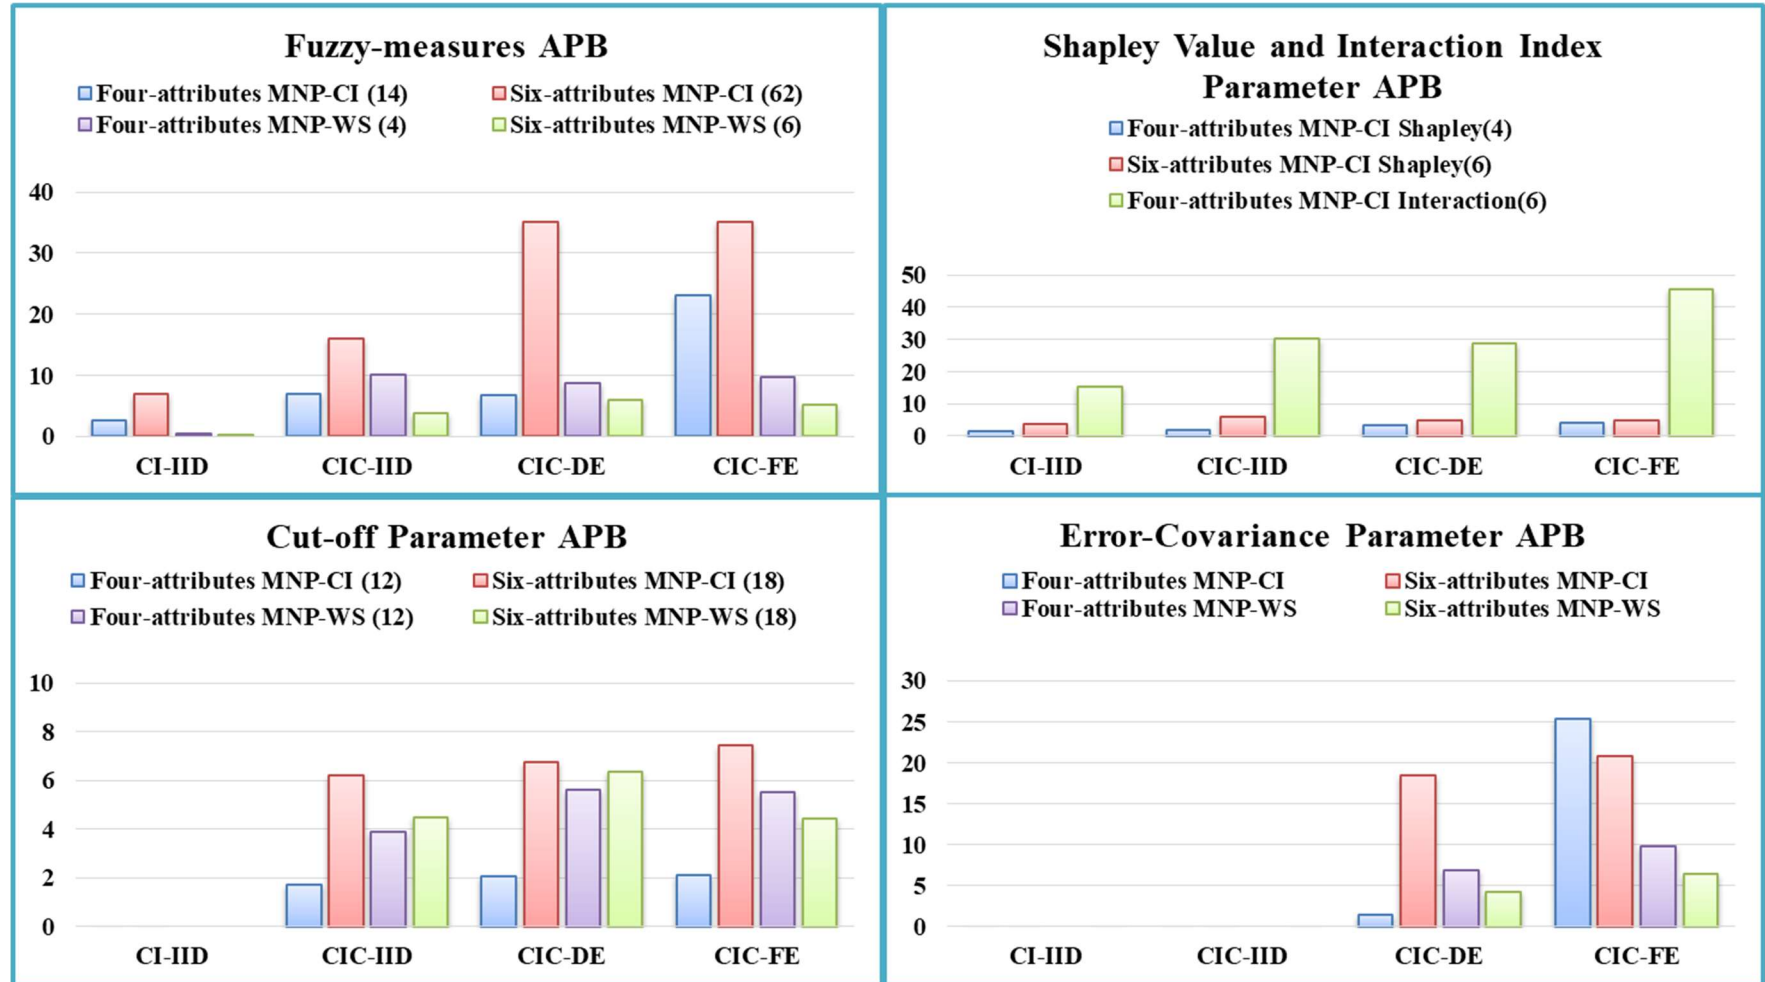 Fuzzy-measures APB
Four-attributes MNP-CI (14)
Six-attributes MNP-CI (62)
Four-attributes MNP-WS (4)
Six-attributes MNP-WS (6)
40
30
20
10
0
CI-IID
CIC-IID
CIC-DE
CIC-FE
Shapley Value and Interaction Index
Parameter APB
Four-attributes MNP-CI Shapley(4)
Six-attributes MNP-CI Shapley(6)
Four-attributes MNP-CI Interaction(6)
50
40
30
20
10
0
CI-IID
CIC-IID
CIC-DE
CIC-FE
Cut-off Parameter APB
Four-attributes MNP-CI (12)
Six-attributes MNP-CI (18)
Four-attributes MNP-WS (12)
Six-attributes MNP-WS (18)
10
8
6
4
2
0
CI-IID
CIC-IID
CIC-DE
CIC-FE
Error-Covariance Parameter APB
Four-attributes MNP-CI
Six-attributes MNP-CI
Four-attributes MNP-WS
Six-attributes MNP-WS
30
25
20
15
10
5
0
CI-IID
CIC-IID
CIC-DE
CIC-FE